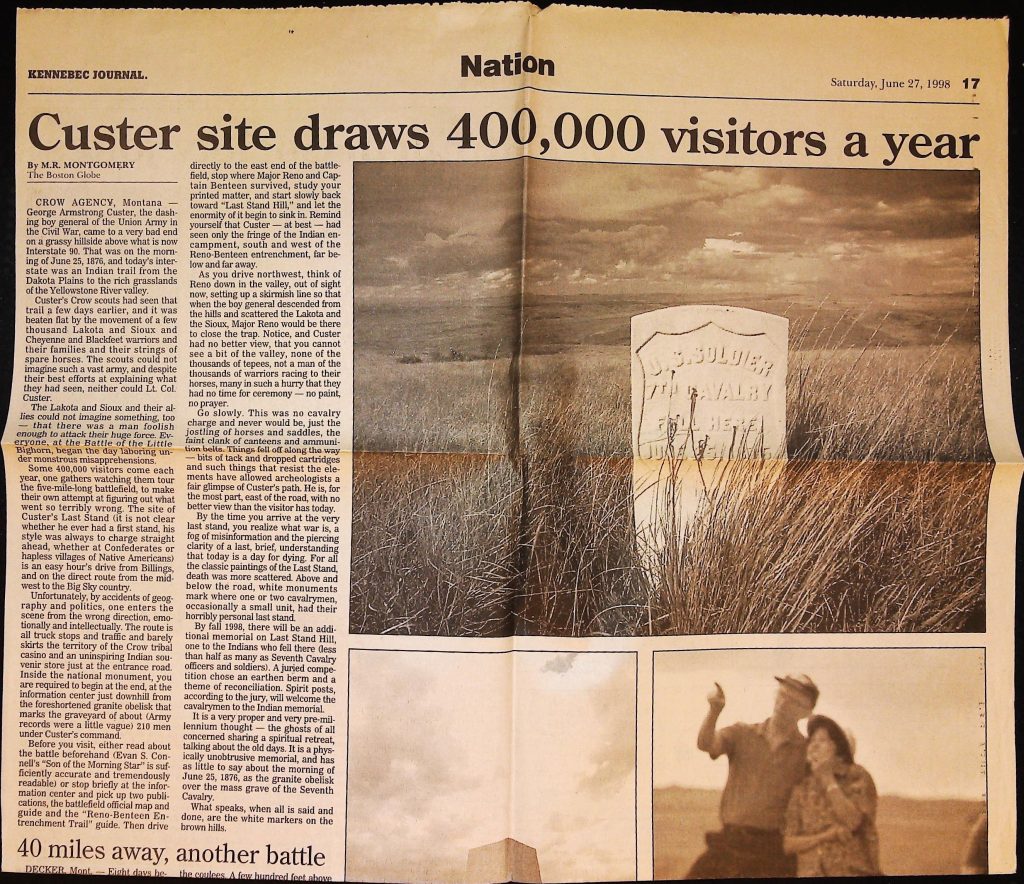 KENNEBEC JOURNAL.
Nation
Saturday, June 27, 1998 17
Custer site draws 400,000 visitors a year
By M.R. MONTGOMERY
The Boston Globe
CROW AGENCY, Montana —
George Armstrong Custer, the dash-
ing boy general of the Union Army in
the Civil War, came to a very bad end
on a grassy hillside above what is now
Interstate 90. That was on the morn-
ing of June 25, 1876, and today's inter-
state was an Indian trail from the
Dakota Plains to the rich grasslands
of the Yellowstone River valley.
Custer's Crow scouts had seen that
trail a few days earlier, and it was
beaten flat by the movement of a few
thousand Lakota and Sioux and
Cheyenne and Blackfeet warriors and
their families and their strings of
spare horses. The scouts could not
imagine such a vast army, and despite
their best efforts at explaining what
they had seen, neither could Lt. Col.
Custer.
The Lakota and Sioux and their al-
lies could not imagine something, too
— that there was a man foolish
enough to attack their huge force. Ev-
eryone, at the Battle of the Little
Bighorn, began the day laboring un-
der monstrous misapprehensions.
Some 400,000 visitors come each
year, one gathers watching them tour
the five-mile-long battlefield, to make
their own attempt at figuring out what
went so terribly wrong. The site of
Custer's Last Stand (it is not clear
whether he ever had a first stand, his
style was always to charge straight
ahead, whether at Confederates or
hapless villages of Native Americans)
is an easy hour's drive from Billings,
and on the direct route from the mid-
west to the Big Sky country.
Unfortunately, by accidents of geog-
raphy and politics, one enters the
scene from the wrong direction, emo-
tionally and intellectually. The route is
all truck stops and traffic and barely
skirts the territory of the Crow tribal
casino and an uninspiring Indian sou-
venir store just at the entrance road.
Inside the national monument, you
are required to begin at the end, at the
information center just downhill from
the foreshortened granite obelisk that
marks the graveyard of about (Army
records were a little vague) 210 men
under Custer's command.
Before you visit, either read about
the battle beforehand (Evan S. Con-
nell's "Son of the Morning Star" is suf-
ficiently accurate and tremendously
readable) or stop briefly at the infor-
mation center and pick up two publi-
cations, the battlefield official map and
guide and the "Reno-Benteen En-
trenchment Trail" guide. Then drive
directly to the east end of the battle-
field, stop where Major Reno and Cap-
tain Benteen survived, study your
printed matter, and start slowly back
toward "Last Stand Hill," and let the
enormity of it begin to sink in. Remind
yourself that Custer — at best — had
seen only the fringe of the Indian en-
campment, south and west of the
Reno-Benteen entrenchment, far be-
low and far away.
As you drive northwest, think of
Reno down in the valley, out of sight
now, setting up a skirmish line so that
when the boy general descended from
the hills and scattered the Lakota and
the Sioux, Major Reno would be there
to close the trap. Notice, and Custer
had no better view, that you cannot
see a bit of the valley, none of the
thousands of tepees, not a man of the
thousands of warriors racing to their
horses, many in such a hurry that they
had no time for ceremony — no paint,
no prayer.
Go slowly. This was no cavalry
charge and never would be, just the
jostling of horses and saddles, the
faint clank of canteens and ammuni-
tion belts. Things fell off along the way
— bits of tack and dropped cartridges
and such things that resist the ele-
ments have allowed archeologists a
fair glimpse of Custer's path. He is, for
the most part, east of the road, with no
better view than the visitor has today.
By the time you arrive at the very
last stand, you realize what war is, a
fog of misinformation and the piercing
clarity of a last, brief, understanding
that today is a day for dying. For all
the classic paintings of the Last Stand,
death was more scattered. Above and
below the road, white monuments
mark where one or two cavalrymen,
occasionally a small unit, had their
horribly personal last stand.
By fall 1998, there will be an addi-
tional memorial on Last Stand Hill,
one to the Indians who fell there (less
than half as many as Seventh Cavalry
officers and soldiers). A juried compe-
tition chose an earthen berm and a
theme of reconciliation. Spirit posts,
according to the jury, will welcome the
cavalrymen to the Indian memorial.
It is a very proper and very pre-mil-
lennium thought — the ghosts of all
concerned sharing a spiritual retreat,
talking about the old days. It is a phys-
ically unobtrusive memorial, and has
as little to say about the morning of
June 25, 1876, as the granite obelisk
over the mass grave of the Seventh
Cavalry.
What speaks, when all is said and
done, are the white markers on the
brown hills.
U.S. SOLDIER
7TH CAVALRY
FELL HERE
JUNE 25
40 miles away, another battle
DECKER, Mont. — Eight days be-
the coulees. A few hundred feet above